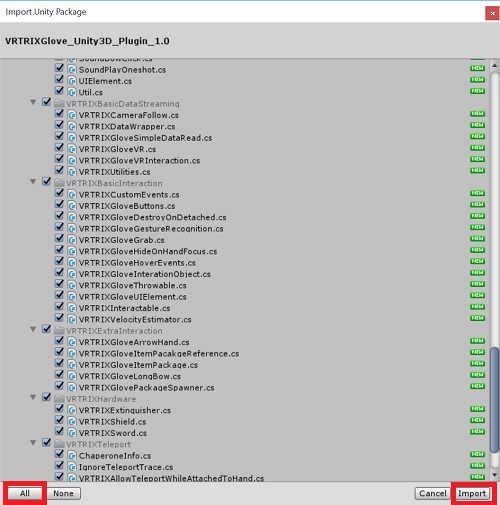 Import Unity Package
VRTRIXGlove_Unity3D_Plugin_1.0
SoundBowClick.cs
SoundPlayOneshot.cs NEW
UIElement.cs NEW
Util.cs NEW
VRTRIXBasicDataStreaming
VRTRIXCameraFollow.cs NEW
VRTRIXDataWrapper.cs NEW
VRTRIXGloveSimpleDataRead.cs NEW
VRTRIXGloveVR.cs NEW
VRTRIXGloveVRInteraction.cs NEW
VRTRIXUtilities.cs NEW
VRTRIXBasicInteraction
VRTRIXCustomEvents.cs NEW
VRTRIXGloveButtons.cs NEW
VRTRIXGloveDestroyOnDetached.cs NEW
VRTRIXGloveGestureRecognition.cs NEW
VRTRIXGloveGrab.cs NEW
VRTRIXGloveHideOnHandFocus.cs NEW
VRTRIXGloveHoverEvents.cs NEW
VRTRIXGloveInterationObject.cs NEW
VRTRIXGloveThrowable.cs NEW
VRTRIXGloveUIElement.cs NEW
VRTRIXInteractable.cs NEW
VRTRIXVelocityEstimator.cs NEW
VRTRIXExtraInteraction
VRTRIXGloveArrowHand.cs NEW
VRTRIXGloveItemPacakgeReference.cs NEW
VRTRIXGloveItemPackage.cs NEW
VRTRIXGloveLongBow.cs NEW
VRTRIXGlovePackageSpawner.cs NEW
VRTRIXHardware
VRTRIXExtinguisher.cs NEW
VRTRIXShield.cs NEW
VRTRIXSword.cs NEW
VRTRIXTeleport
ChaperoneInfo.cs NEW
IgnoreTeleportTrace.cs NEW
VRTRIXAllowTeleportWhileAttachedToHand.cs NEW
All None Cancel Import